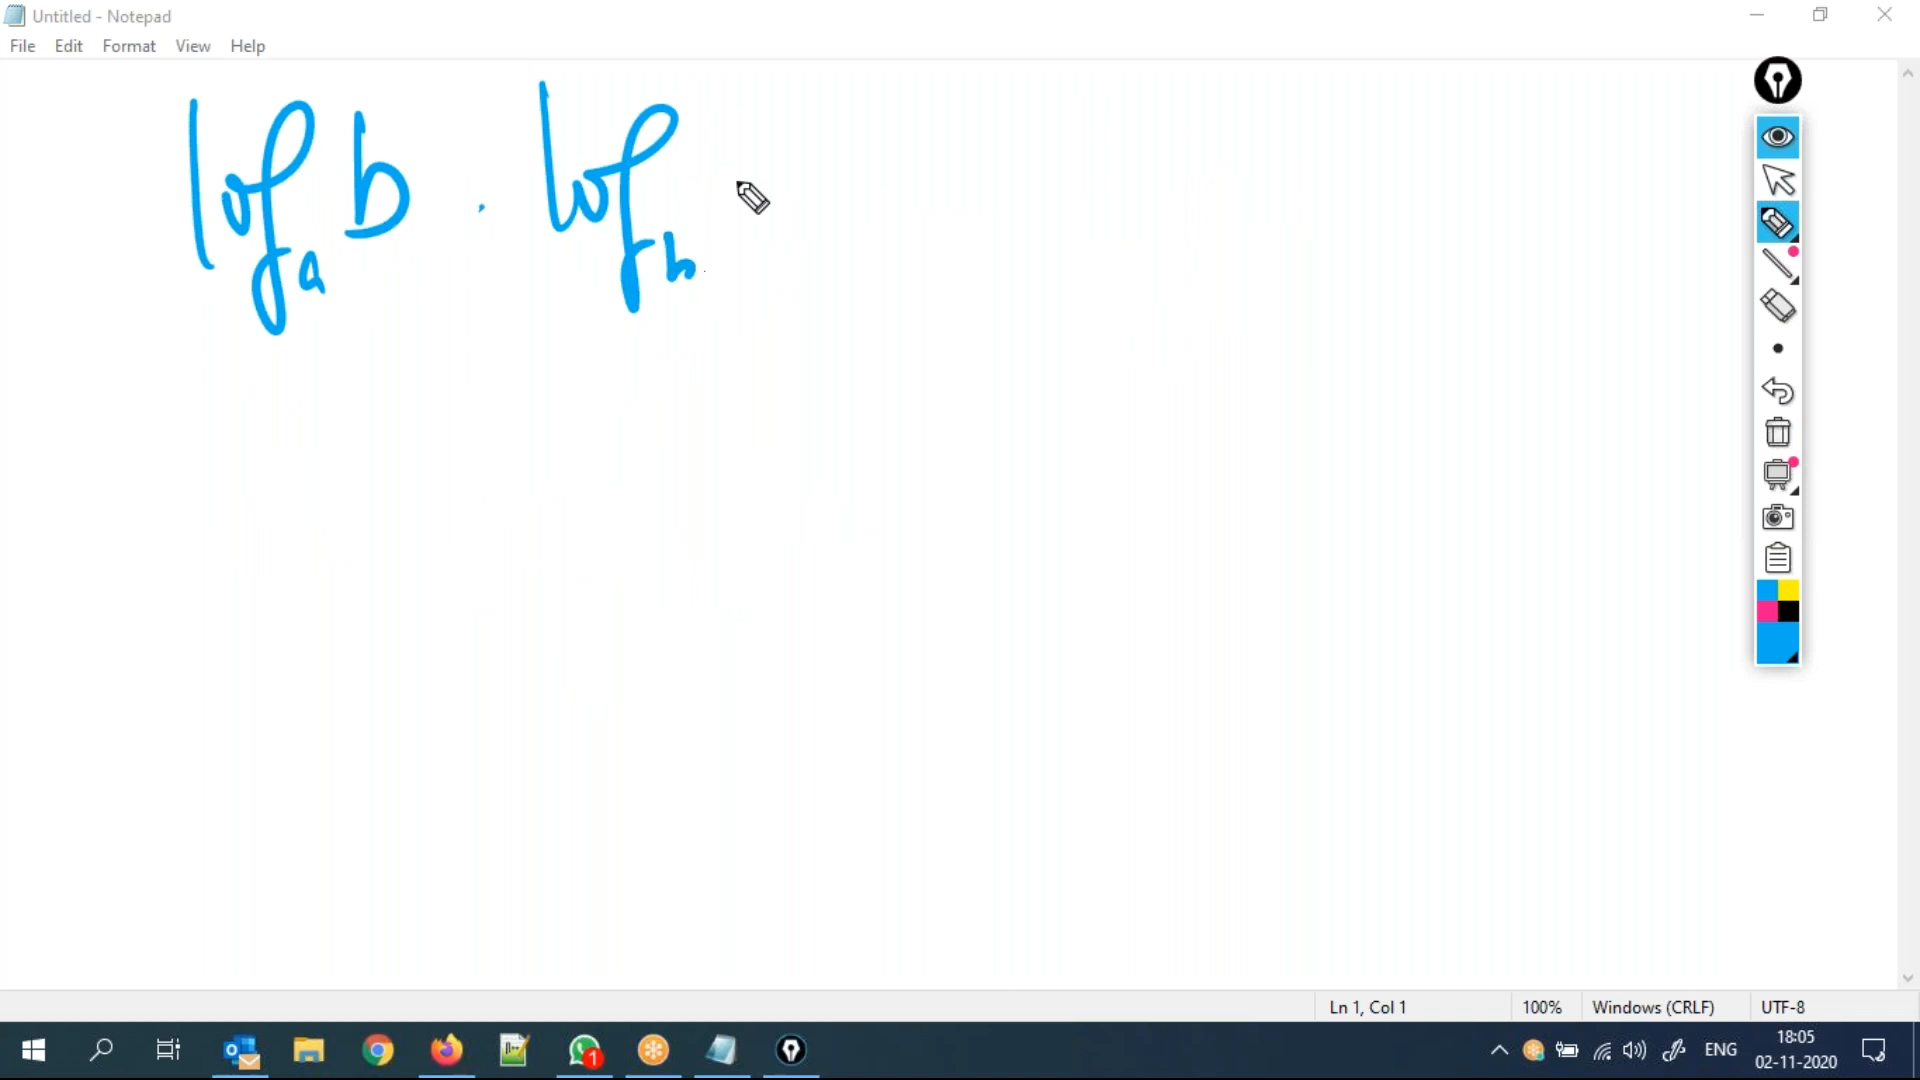 Untitled - Notepad
File Edit Format View Help
log_a b . log_b
Ln 1, Col 1 100% Windows (CRLF) UTF-8
1
ENG
18:05
02-11-2020